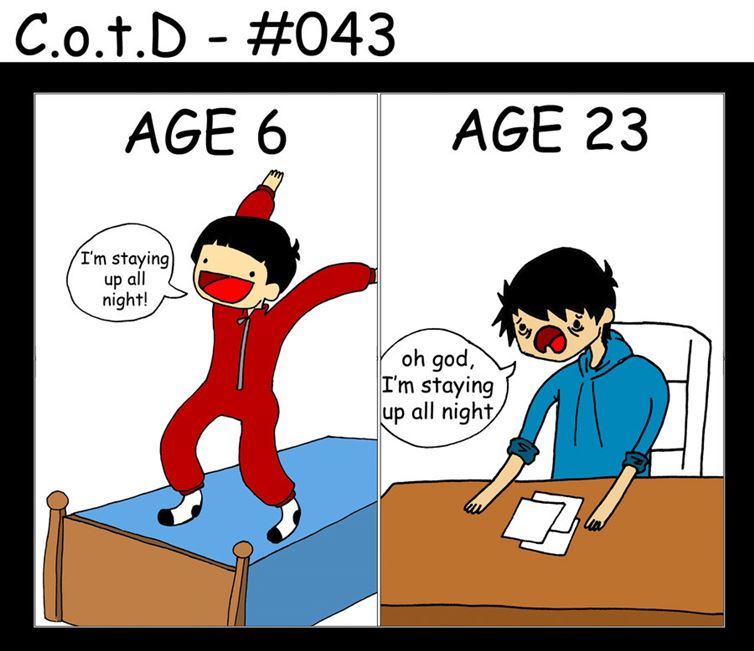 C.o.t.D - #043
AGE 6
I'm staying
up all
night!
AGE 23
oh god,
I'm staying
up all night